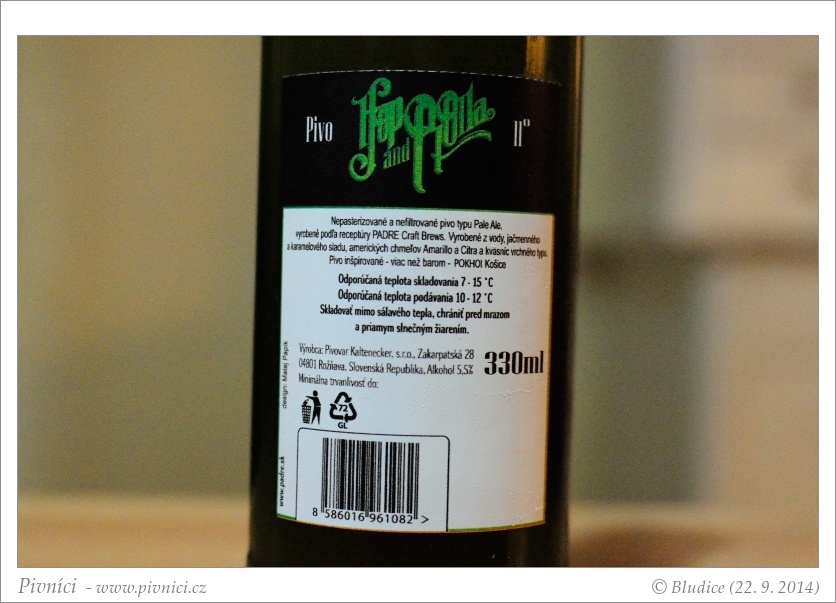 Pivo Hop and Rolla 11°
Nepasterizované a nefiltrované pivo typu Pale Ale,
vyrobené podľa receptúry PADRE Craft Brews. Vyrobené z vody, jačmenného
a karamelového sladu, amerických chmeľov Amarillo a Citra a kvasníc vrchného typu.
Pivo inšpirované - viac než barom - POKHOI Košice
Odporúčaná teplota skladovania 7 - 15 °C
Odporúčaná teplota podávania 10 - 12 °C
Skladovať mimo sálavého tepla, chrániť pred mrazom
a priamym slnečným žiarením.
Výrobca: Pivovar Kaltenecker, s.r.o., Zakarpatská 28
04801 Rožňava, Slovenská Republika, Alkohol 5,5%
Minimálna trvanlivosť do:
330ml
design: Matej Papík
72
GL
www.padre.sk
8 586016 961082 >
Pivníci - www.pivnici.cz
© Bludice (22. 9. 2014)